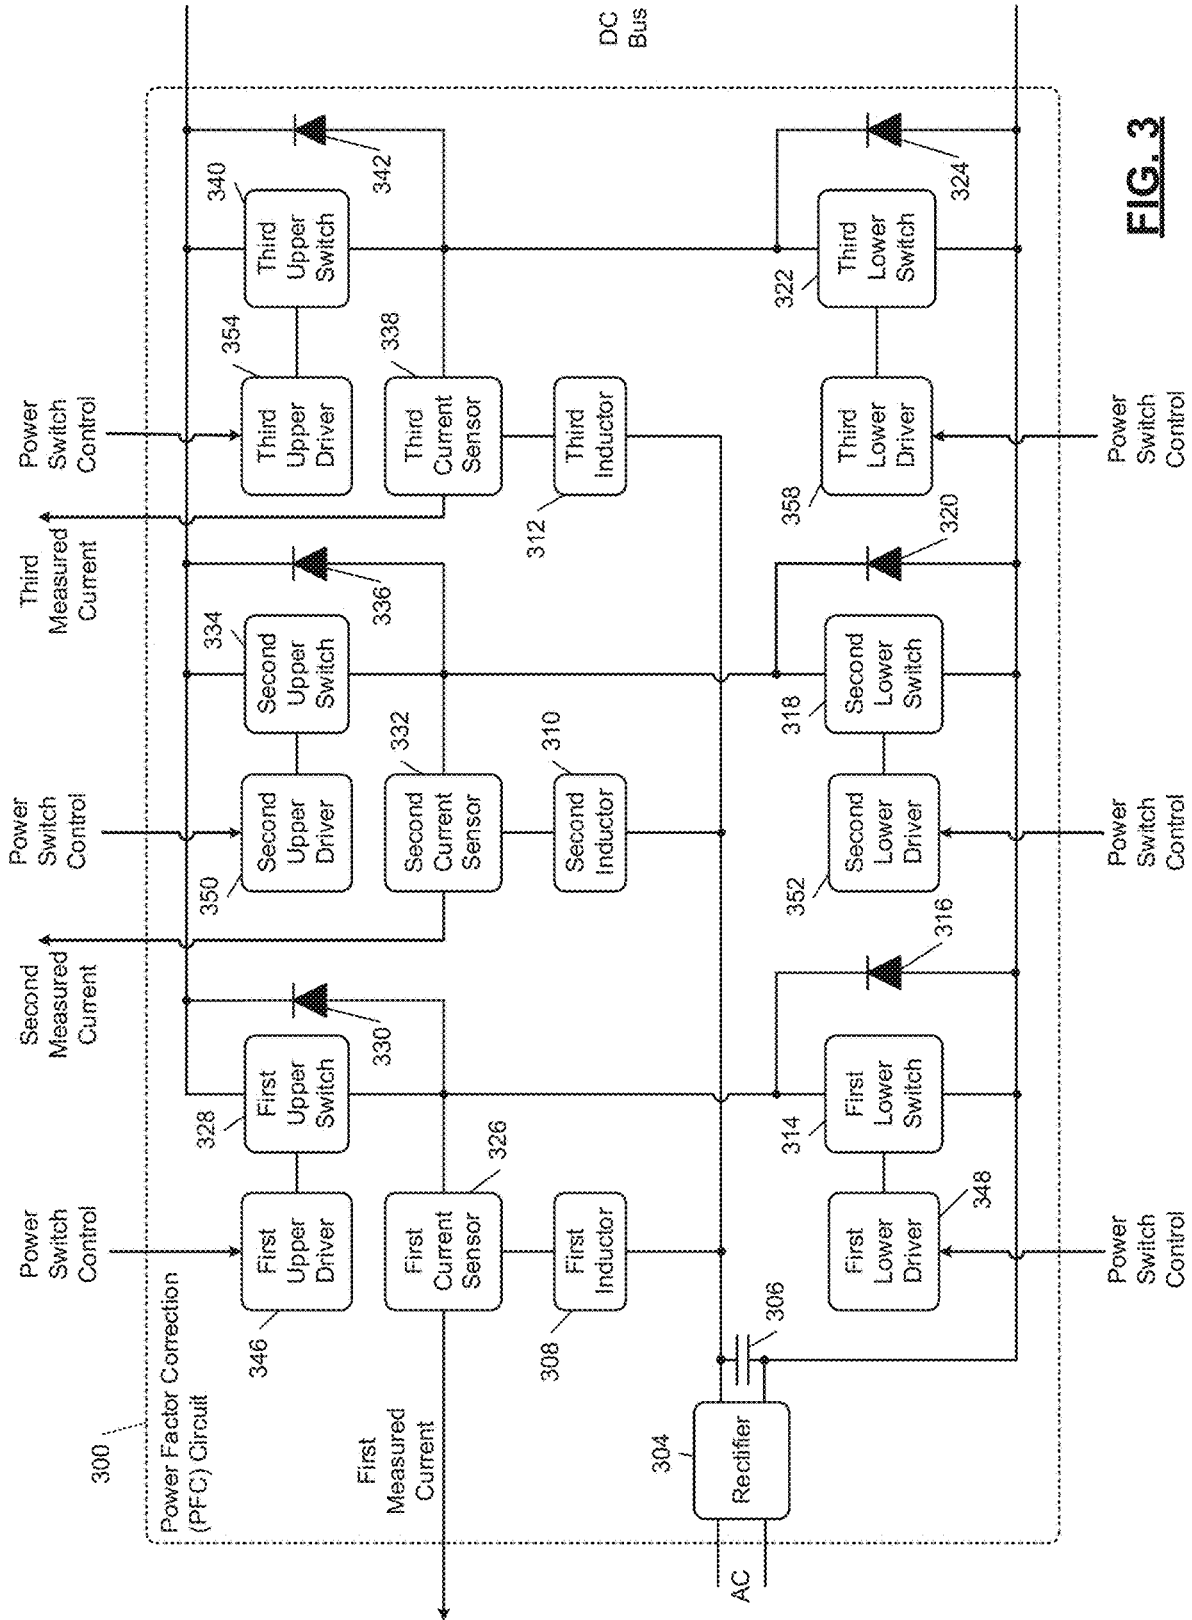 300
Power Factor Correction
(PFC) Circuit
Power
Switch
Control
Second
Measured
Current
Power
Switch
Control
Third
Measured
Current
Power
Switch
Control
346
First
Upper
Driver
328
First
Upper
Switch
330
350
Second
Upper
Driver
334
Second
Upper
Switch
336
354
Third
Upper
Driver
340
Third
Upper
Switch
342
First
Measured
Current
First
Current
Sensor
326
Second
Current
Sensor
332
Third
Current
Sensor
338
308
First
Inductor
310
Second
Inductor
312
Third
Inductor
AC
304
Rectifier
306
First
Lower
Driver
348
314
First
Lower
Switch
316
352
Second
Lower
Driver
318
Second
Lower
Switch
320
358
Third
Lower
Driver
322
Third
Lower
Switch
324
DC
Bus
Power
Switch
Control
Power
Switch
Control
Power
Switch
Control
FIG. 3